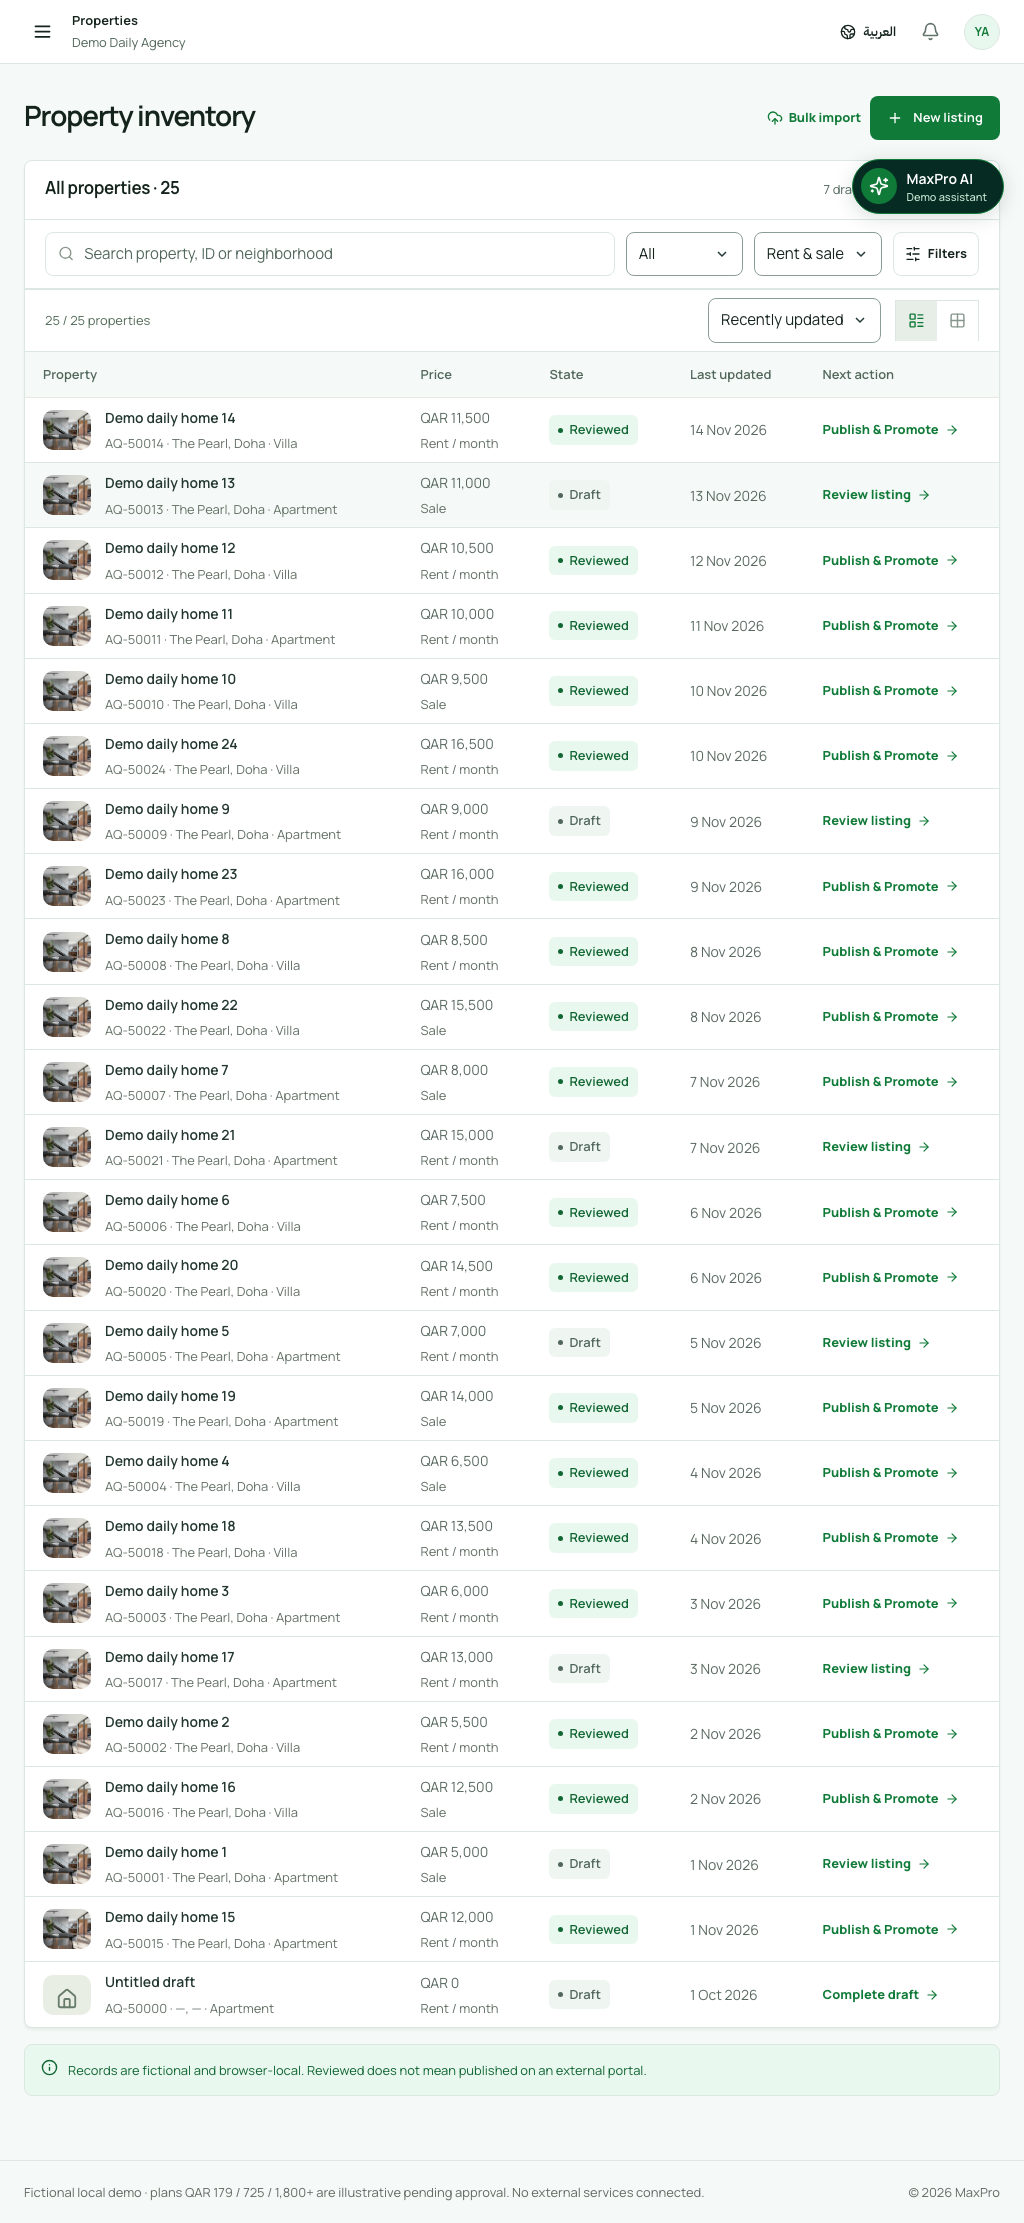 Properties
Demo Daily Agency
العربية
YA
Property inventory
Bulk import
New listing
All properties · 25
7
MaxPro AI
Demo assistant
Search property, ID or neighborhood
All
Rent & sale
Filters
25 / 25 properties
Recently updated
Property Price State Last updated Next action
Demo daily home 14
AQ-50014 · The Pearl, Doha · Villa
QAR 11,500
Rent / month
Reviewed
14 Nov 2026
Publish & Promote
Demo daily home 13
AQ-50013 · The Pearl, Doha · Apartment
QAR 11,000
Sale
Draft
13 Nov 2026
Review listing
Demo daily home 12
AQ-50012 · The Pearl, Doha · Villa
QAR 10,500
Rent / month
Reviewed
12 Nov 2026
Publish & Promote
Demo daily home 11
AQ-50011 · The Pearl, Doha · Apartment
QAR 10,000
Rent / month
Reviewed
11 Nov 2026
Publish & Promote
Demo daily home 10
AQ-50010 · The Pearl, Doha · Villa
QAR 9,500
Sale
Reviewed
10 Nov 2026
Publish & Promote
Demo daily home 24
AQ-50024 · The Pearl, Doha · Villa
QAR 16,500
Rent / month
Reviewed
10 Nov 2026
Publish & Promote
Demo daily home 9
AQ-50009 · The Pearl, Doha · Apartment
QAR 9,000
Rent / month
Draft
9 Nov 2026
Review listing
Demo daily home 23
AQ-50023 · The Pearl, Doha · Apartment
QAR 16,000
Rent / month
Reviewed
9 Nov 2026
Publish & Promote
Demo daily home 8
AQ-50008 · The Pearl, Doha · Villa
QAR 8,500
Rent / month
Reviewed
8 Nov 2026
Publish & Promote
Demo daily home 22
AQ-50022 · The Pearl, Doha · Villa
QAR 15,500
Sale
Reviewed
8 Nov 2026
Publish & Promote
Demo daily home 7
AQ-50007 · The Pearl, Doha · Apartment
QAR 8,000
Sale
Reviewed
7 Nov 2026
Publish & Promote
Demo daily home 21
AQ-50021 · The Pearl, Doha · Apartment
QAR 15,000
Rent / month
Draft
7 Nov 2026
Review listing
Demo daily home 6
AQ-50006 · The Pearl, Doha · Villa
QAR 7,500
Rent / month
Reviewed
6 Nov 2026
Publish & Promote
Demo daily home 20
AQ-50020 · The Pearl, Doha · Villa
QAR 14,500
Rent / month
Reviewed
6 Nov 2026
Publish & Promote
Demo daily home 5
AQ-50005 · The Pearl, Doha · Apartment
QAR 7,000
Rent / month
Draft
5 Nov 2026
Review listing
Demo daily home 19
AQ-50019 · The Pearl, Doha · Apartment
QAR 14,000
Sale
Reviewed
5 Nov 2026
Publish & Promote
Demo daily home 4
AQ-50004 · The Pearl, Doha · Villa
QAR 6,500
Sale
Reviewed
4 Nov 2026
Publish & Promote
Demo daily home 18
AQ-50018 · The Pearl, Doha · Villa
QAR 13,500
Rent / month
Reviewed
4 Nov 2026
Publish & Promote
Demo daily home 3
AQ-50003 · The Pearl, Doha · Apartment
QAR 6,000
Rent / month
Reviewed
3 Nov 2026
Publish & Promote
Demo daily home 17
AQ-50017 · The Pearl, Doha · Apartment
QAR 13,000
Rent / month
Draft
3 Nov 2026
Review listing
Demo daily home 2
AQ-50002 · The Pearl, Doha · Villa
QAR 5,500
Rent / month
Reviewed
2 Nov 2026
Publish & Promote
Demo daily home 16
AQ-50016 · The Pearl, Doha · Villa
QAR 12,500
Sale
Reviewed
2 Nov 2026
Publish & Promote
Demo daily home 1
AQ-50001 · The Pearl, Doha · Apartment
QAR 5,000
Sale
Draft
1 Nov 2026
Review listing
Demo daily home 15
AQ-50015 · The Pearl, Doha · Apartment
QAR 12,000
Rent / month
Reviewed
1 Nov 2026
Publish & Promote
Untitled draft
AQ-50000 · —, — · Apartment
QAR 0
Rent / month
Draft
1 Oct 2026
Complete draft
Records are fictional and browser-local. Reviewed does not mean published on an external portal.
Fictional local demo · plans QAR 179 / 725 / 1,800+ are illustrative pending approval. No external services connected.
© 2026 MaxPro